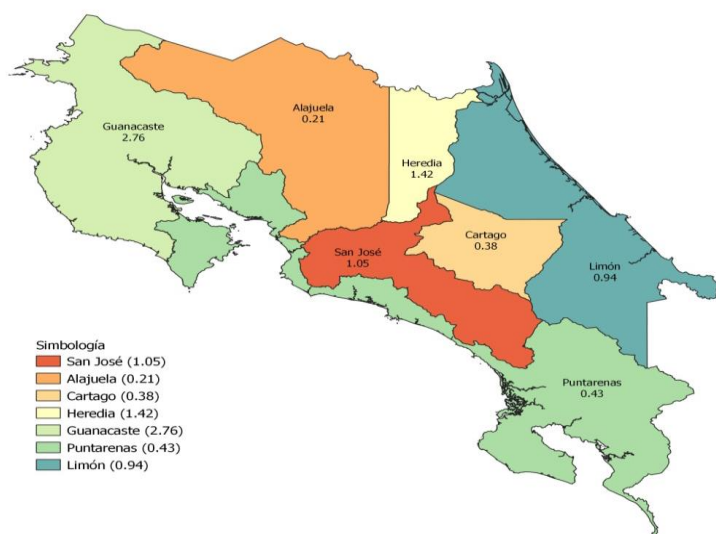 Alajuela
0.21
Guanacaste
2.76
Heredia
1.42
Cartago
0.38
San José
1.05
Limón
0.94
Puntarenas
0.43
Simbología
San José (1.05)
Alajuela (0.21)
Cartago (0.38)
Heredia (1.42)
Guanacaste (2.76)
Puntarenas (0.43)
Limón (0.94)